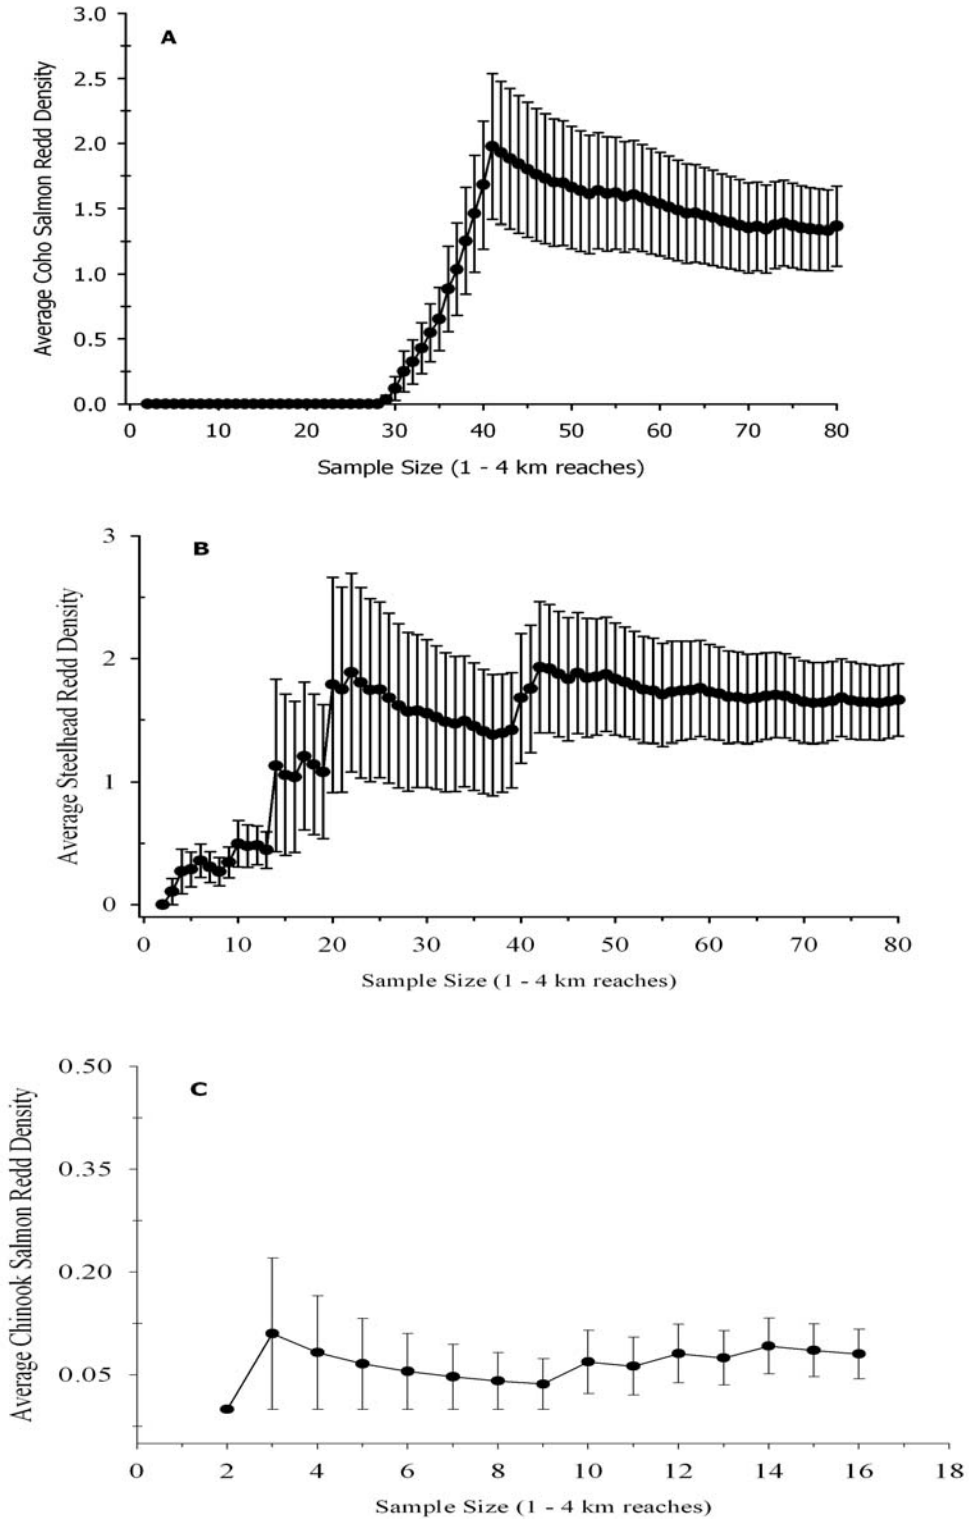 A
Average Coho Salmon Redd Density
3.0
2.5
2.0
1.5
1.0
0.5
0.0
0 10 20 30 40 50 60 70 80
Sample Size (1 - 4 km reaches)
B
Average Steelhead Redd Density
3
2
1
0
0 10 20 30 40 50 60 70 80
Sample Size (1 - 4 km reaches)
C
Average Chinook Salmon Redd Density
0.50
0.35
0.20
0.05
0 2 4 6 8 10 12 14 16 18
Sample Size (1 - 4 km reaches)